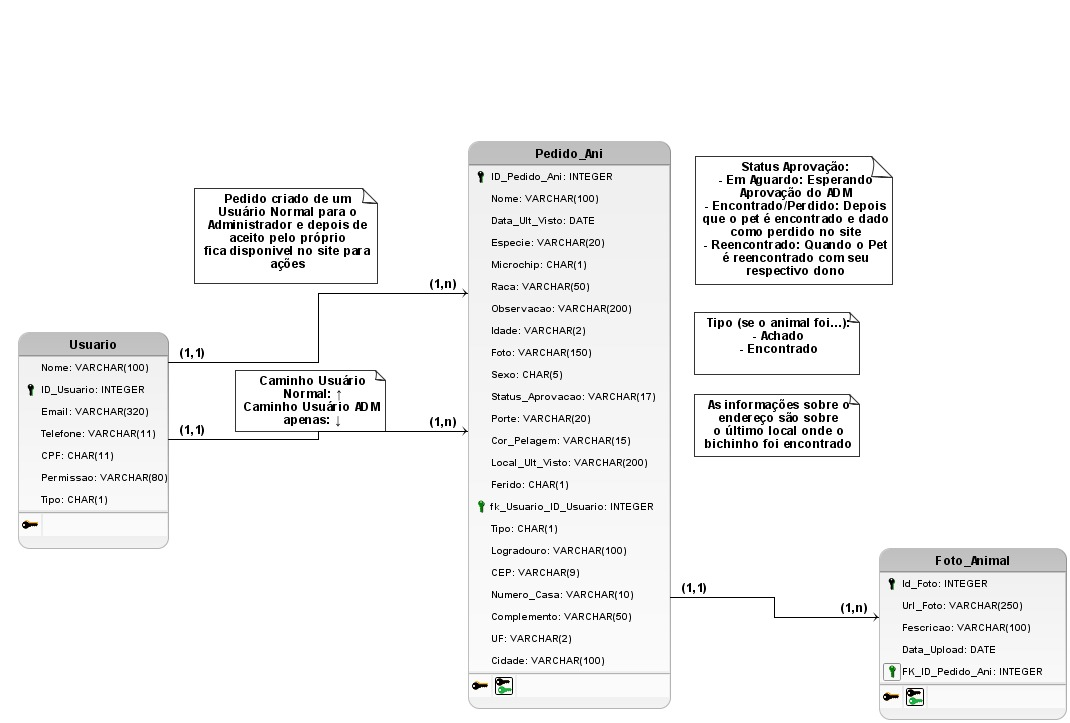 Pedido_Ani
ID_Pedido_Ani: INTEGER
Nome: VARCHAR(100)
Data_Ult_Visto: DATE
Especie: VARCHAR(20)
Microchip: CHAR(1)
Raca: VARCHAR(50)
Observacao: VARCHAR(200)
Idade: VARCHAR(2)
Foto: VARCHAR(150)
Sexo: CHAR(5)
Status_Aprovacao: VARCHAR(17)
Porte: VARCHAR(20)
Cor_Pelagem: VARCHAR(15)
Local_Ult_Visto: VARCHAR(200)
Ferido: CHAR(1)
fk_Usuario_ID_Usuario: INTEGER
Tipo: CHAR(1)
Logradouro: VARCHAR(100)
CEP: VARCHAR(9)
Numero_Casa: VARCHAR(10)
Complemento: VARCHAR(50)
UF: VARCHAR(2)
Cidade: VARCHAR(100)
Status Aprovação:
- Em Aguardo: Esperando
Aprovação do ADM
- Encontrado/Perdido: Depois
que o pet é encontrado e dado
como perdido no site
- Reencontrado: Quando o Pet
é reencontrado com seu
respectivo dono
Pedido criado de um
Usuário Normal para o
Administrador e depois de
aceito pelo próprio
fica disponivel no site para
ações
(1,n)
(1,1)
Tipo (se o animal foi...):
- Achado
- Encontrado
Usuario
Nome: VARCHAR(100)
ID_Usuario: INTEGER
Email: VARCHAR(320)
Telefone: VARCHAR(11)
CPF: CHAR(11)
Permissao: VARCHAR(80)
Tipo: CHAR(1)
Caminho Usuário
Normal: ↑
Caminho Usuário ADM
apenas: ↓
(1,1)
(1,n)
As informações sobre o
endereço são sobre
o último local onde o
bichinho foi encontrado
(1,1)
(1,n)
Foto_Animal
Id_Foto: INTEGER
Url_Foto: VARCHAR(250)
Fescricao: VARCHAR(100)
Data_Upload: DATE
FK_ID_Pedido_Ani: INTEGER